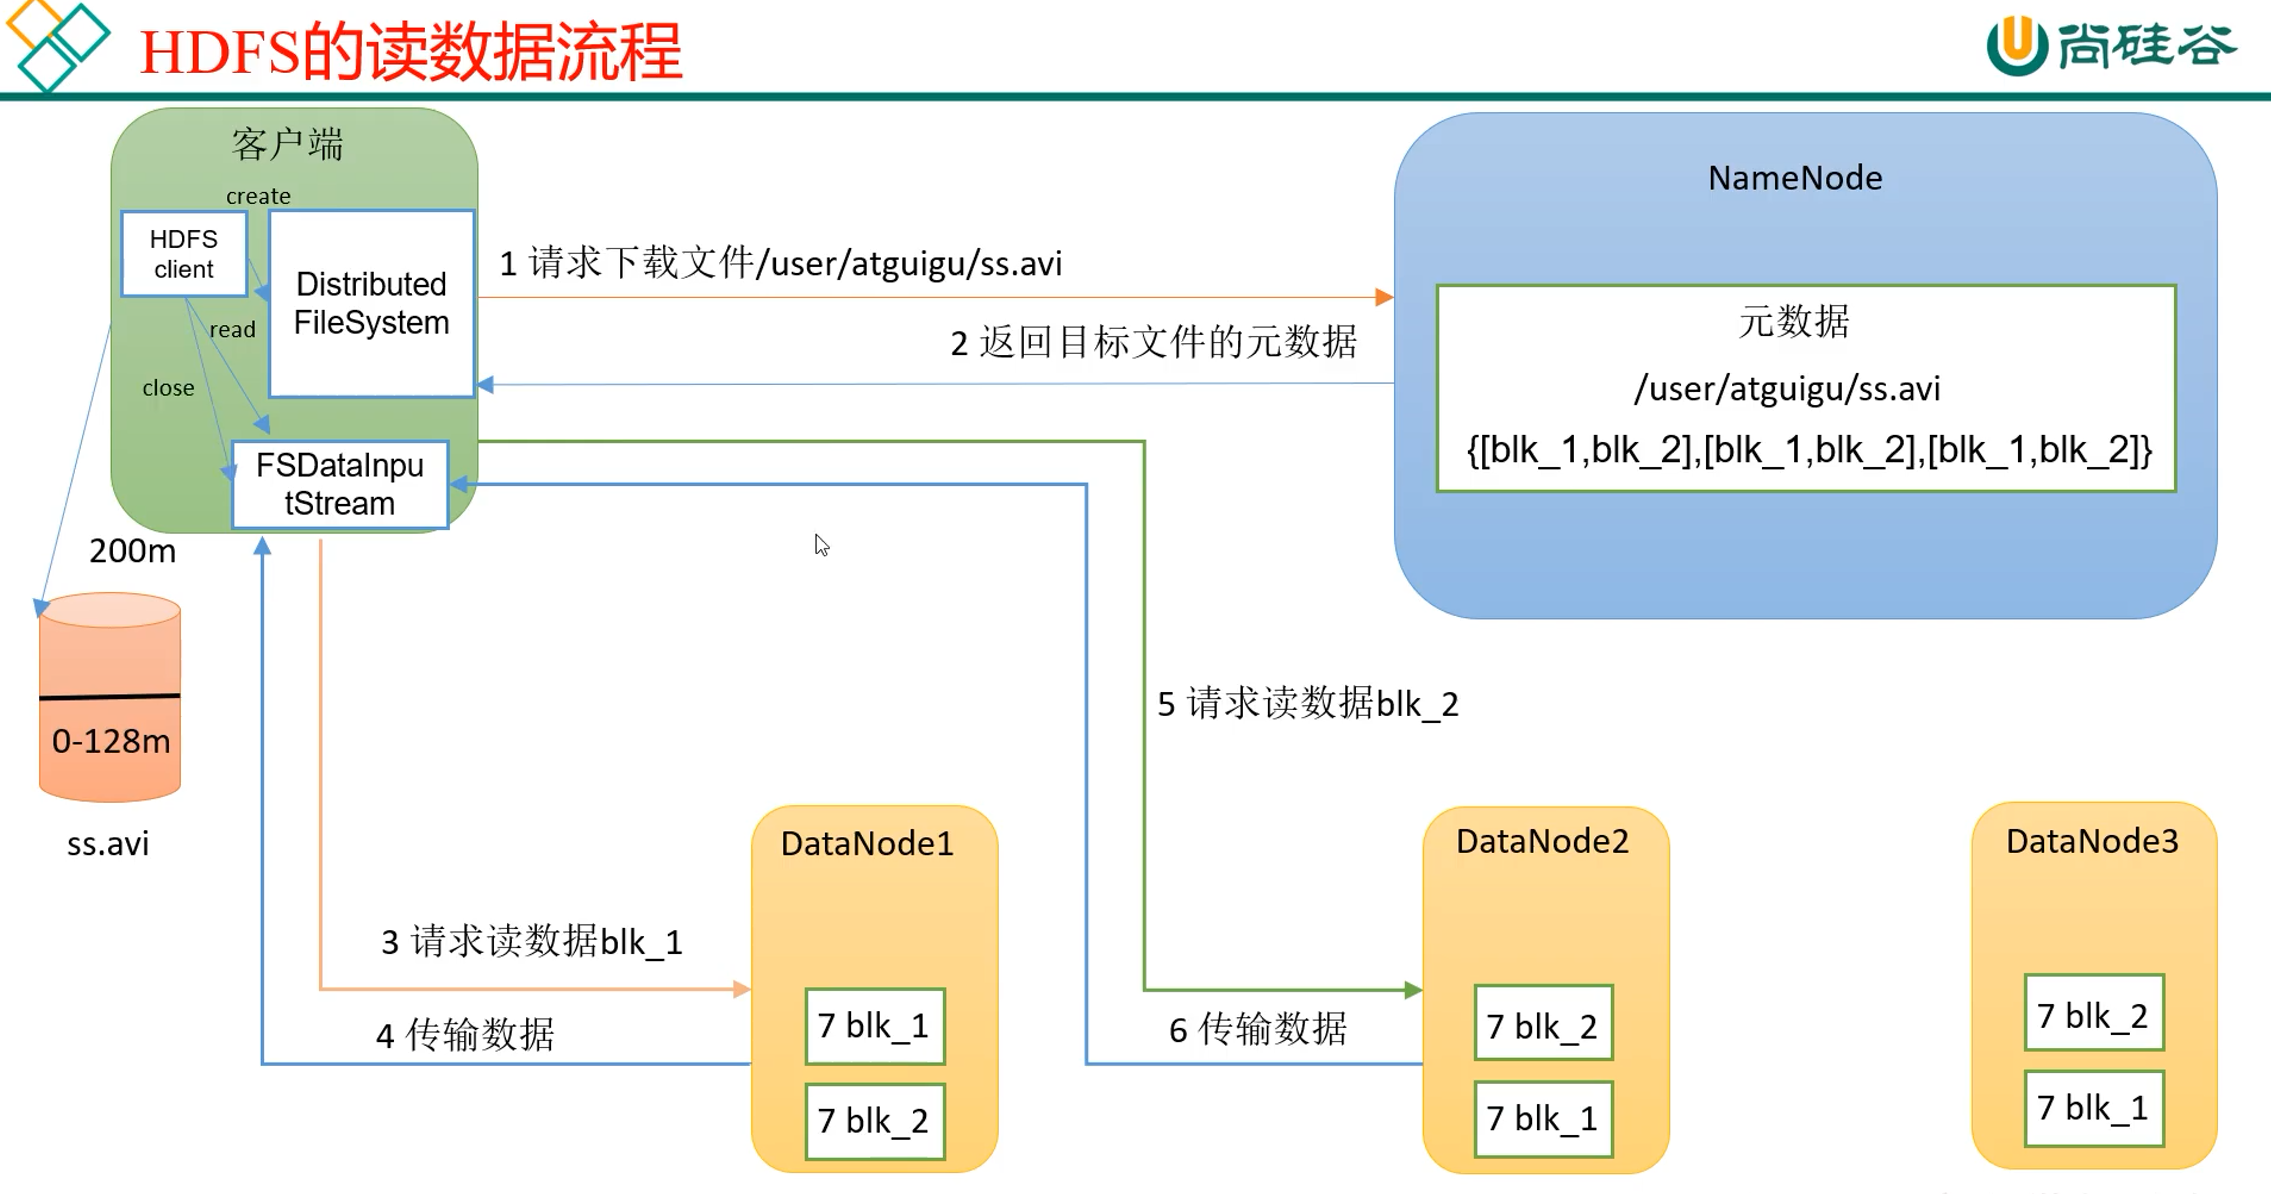 HDFS的读数据流程
尚硅谷
客户端
create
HDFS
client
Distributed
FileSystem
read
close
FSDataInpu
tStream
1 请求下载文件/user/atguigu/ss.avi
2 返回目标文件的元数据
NameNode
元数据
/user/atguigu/ss.avi
{[blk_1,blk_2],[blk_1,blk_2],[blk_1,blk_2]}
200m
0-128m
ss.avi
3 请求读数据blk_1
4 传输数据
5 请求读数据blk_2
6 传输数据
DataNode1
7 blk_1
7 blk_2
DataNode2
7 blk_2
7 blk_1
DataNode3
7 blk_2
7 blk_1